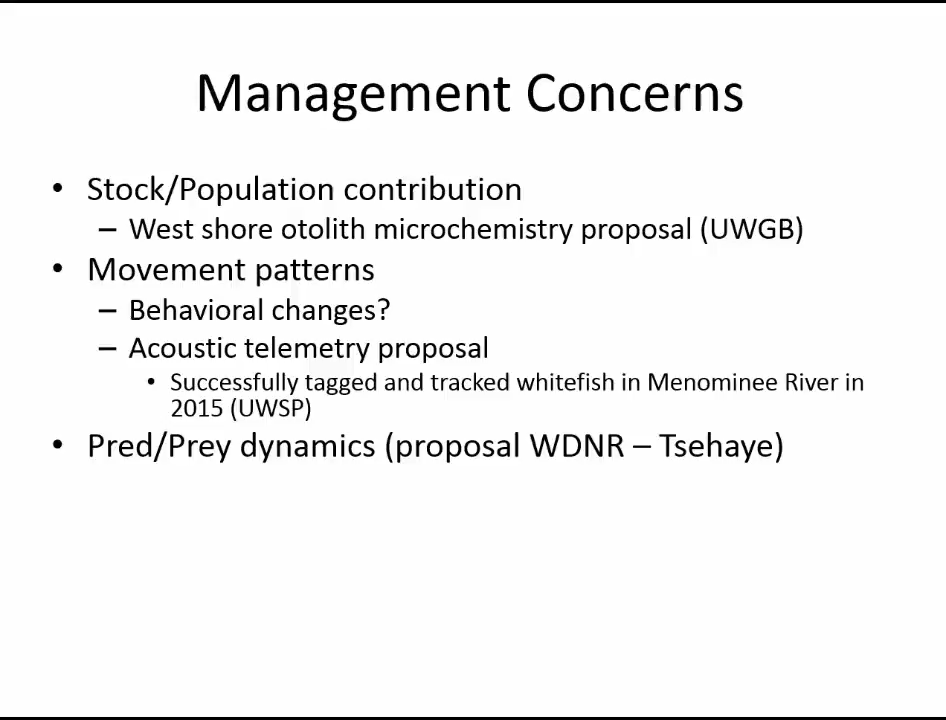 Management Concerns
• Stock/Population contribution
– West shore otolith microchemistry proposal (UWGB)
• Movement patterns
– Behavioral changes?
– Acoustic telemetry proposal
• Successfully tagged and tracked whitefish in Menominee River in
2015 (UWSP)
• Pred/Prey dynamics (proposal WDNR – Tsehaye)